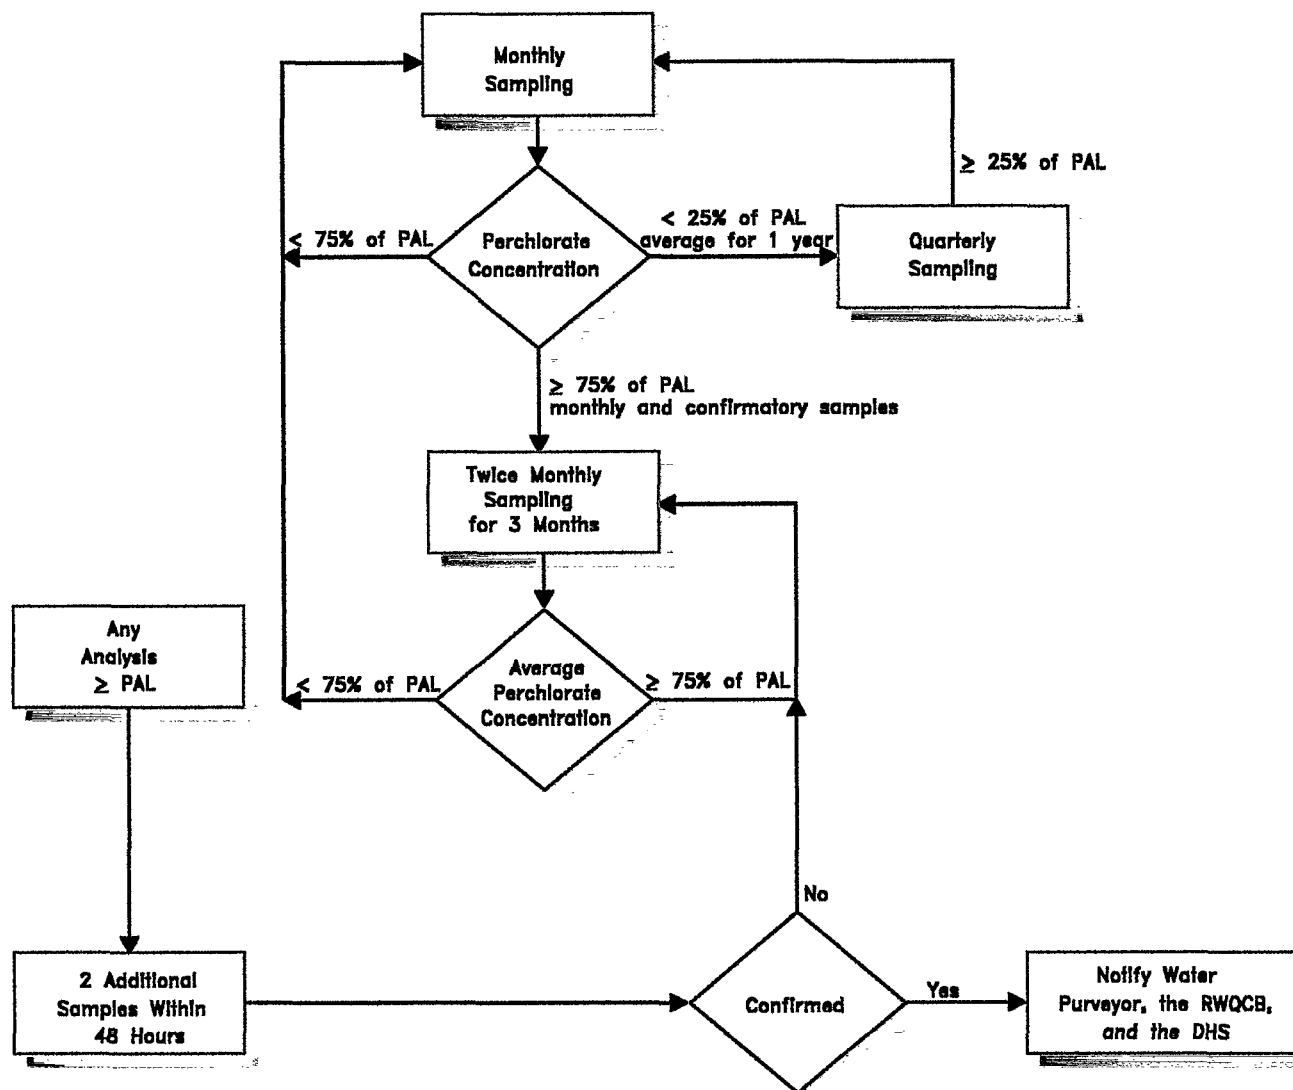 Monthly
Sampling
≥ 25% of PAL
< 75% of PAL
Perchlorate
Concentration
< 25% of PAL
average for 1 year
Quarterly
Sampling
≥ 75% of PAL
monthly and confirmatory samples
Twice Monthly
Sampling
for 3 Months
Any
Analysis
≥ PAL
< 75% of PAL
Average
Perchlorate
Concentration
≥ 75% of PAL
No
2 Additional
Samples Within
48 Hours
Confirmed
Yes
Notify Water
Purveyor, the RWQCB,
and the DHS